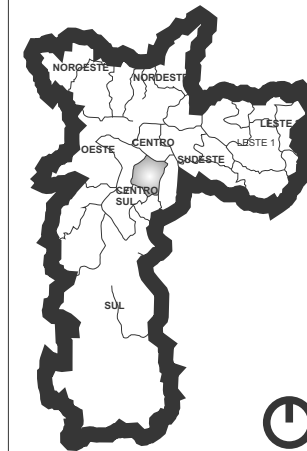 NOROESTE
NORDESTE
LESTE
CENTRO
LESTE 1
OESTE
SUDESTE
CENTRO
SUL
SUL